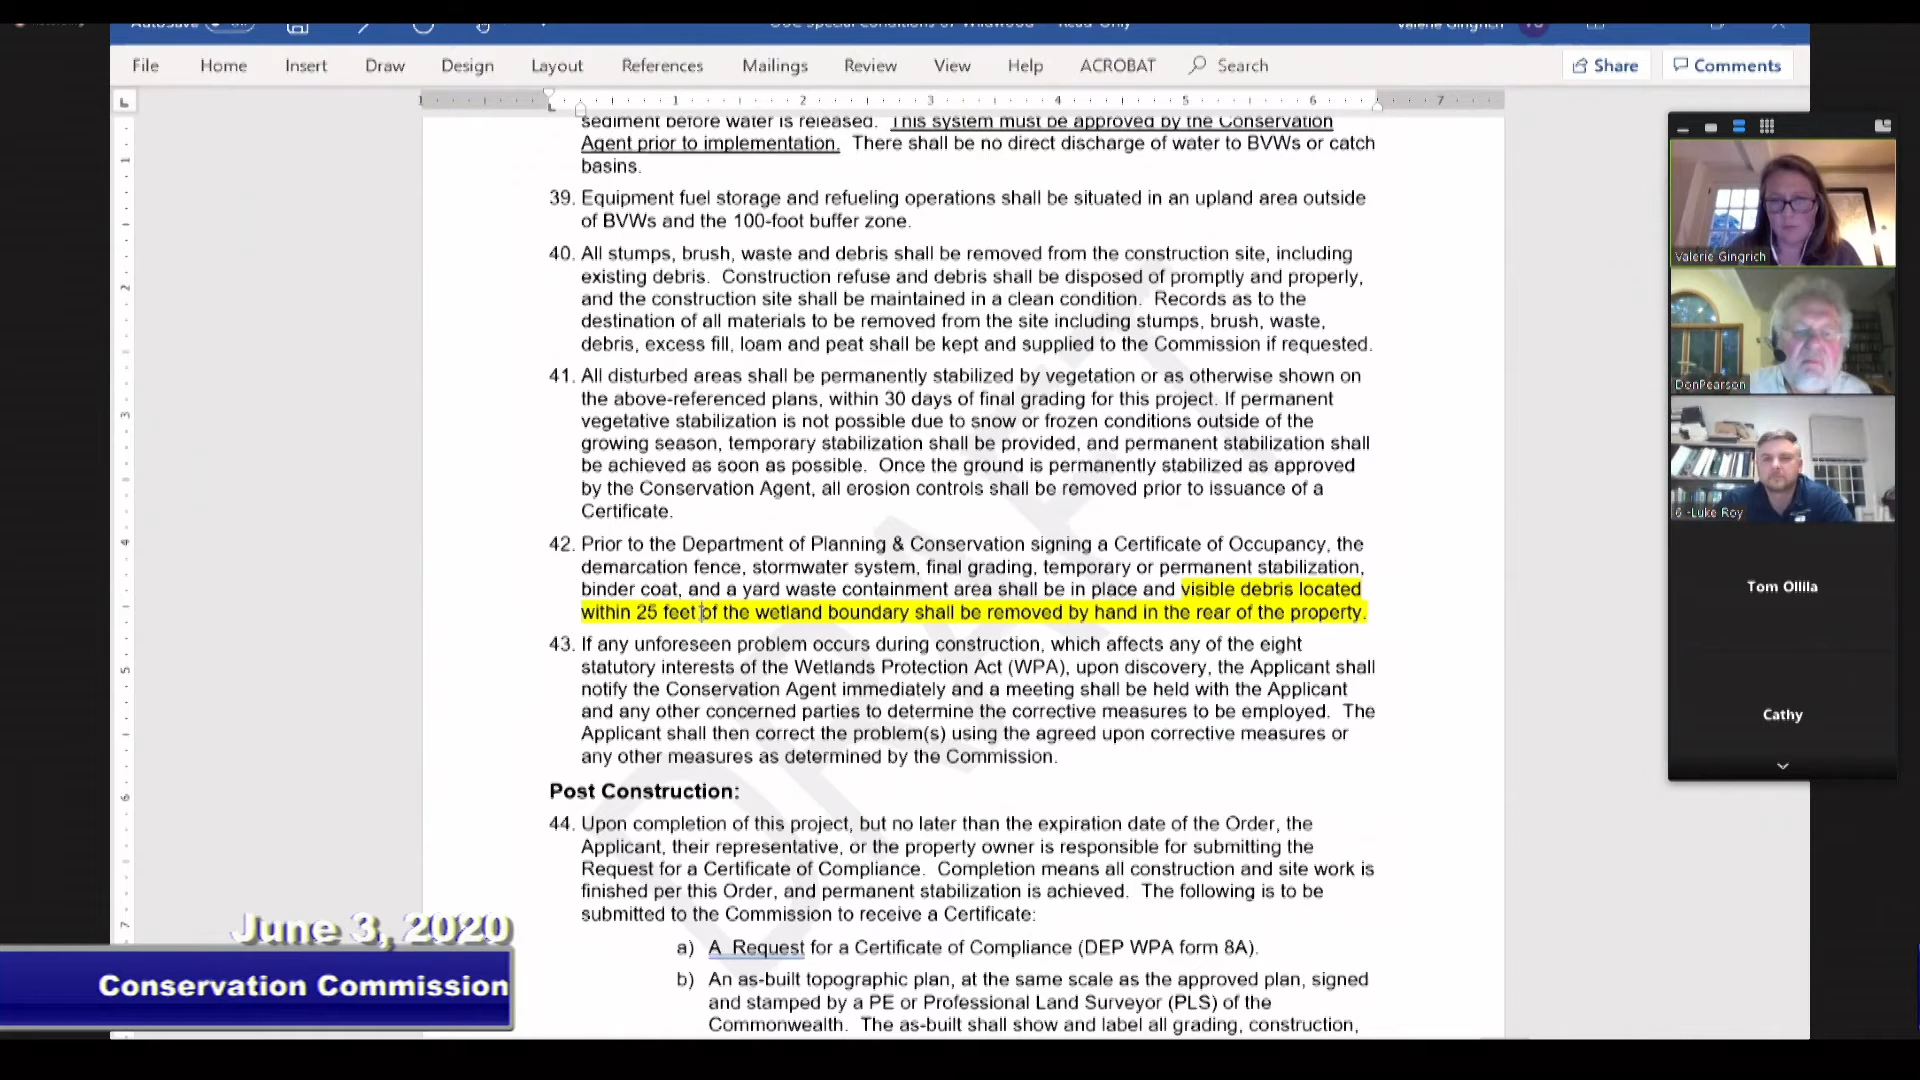 AutoSave
OOC Special Conditions 67 Wildwood - Read-Only
Valerie Gingrich
File Home Insert Draw Design Layout References Mailings Review View Help ACROBAT Search Share Comments
1 1 2 3 4 5 6 7
sediment before water is released. This system must be approved by the Conservation
Agent prior to implementation. There shall be no direct discharge of water to BVWs or catch
basins.
39. Equipment fuel storage and refueling operations shall be situated in an upland area outside
of BVWs and the 100-foot buffer zone.
40. All stumps, brush, waste and debris shall be removed from the construction site, including
existing debris. Construction refuse and debris shall be disposed of promptly and properly,
and the construction site shall be maintained in a clean condition. Records as to the
destination of all materials to be removed from the site including stumps, brush, waste,
debris, excess fill, loam and peat shall be kept and supplied to the Commission if requested.
41. All disturbed areas shall be permanently stabilized by vegetation or as otherwise shown on
the above-referenced plans, within 30 days of final grading for this project. If permanent
vegetative stabilization is not possible due to snow or frozen conditions outside of the
growing season, temporary stabilization shall be provided, and permanent stabilization shall
be achieved as soon as possible. Once the ground is permanently stabilized as approved
by the Conservation Agent, all erosion controls shall be removed prior to issuance of a
Certificate.
42. Prior to the Department of Planning & Conservation signing a Certificate of Occupancy, the
demarcation fence, stormwater system, final grading, temporary or permanent stabilization,
binder coat, and a yard waste containment area shall be in place and visible debris located
within 25 feet of the wetland boundary shall be removed by hand in the rear of the property.
43. If any unforeseen problem occurs during construction, which affects any of the eight
statutory interests of the Wetlands Protection Act (WPA), upon discovery, the Applicant shall
notify the Conservation Agent immediately and a meeting shall be held with the Applicant
and any other concerned parties to determine the corrective measures to be employed. The
Applicant shall then correct the problem(s) using the agreed upon corrective measures or
any other measures as determined by the Commission.
Post Construction:
44. Upon completion of this project, but no later than the expiration date of the Order, the
Applicant, their representative, or the property owner is responsible for submitting the
Request for a Certificate of Compliance. Completion means all construction and site work is
finished per this Order, and permanent stabilization is achieved. The following is to be
submitted to the Commission to receive a Certificate:
a) A Request for a Certificate of Compliance (DEP WPA form 8A).
b) An as-built topographic plan, at the same scale as the approved plan, signed
and stamped by a PE or Professional Land Surveyor (PLS) of the
Commonwealth. The as-built shall show and label all grading, construction,
DRAFT
Valerie Gingrich
DonPearson
6 -Luke Roy
Tom Ollila
Cathy
June 3, 2020
Conservation Commission